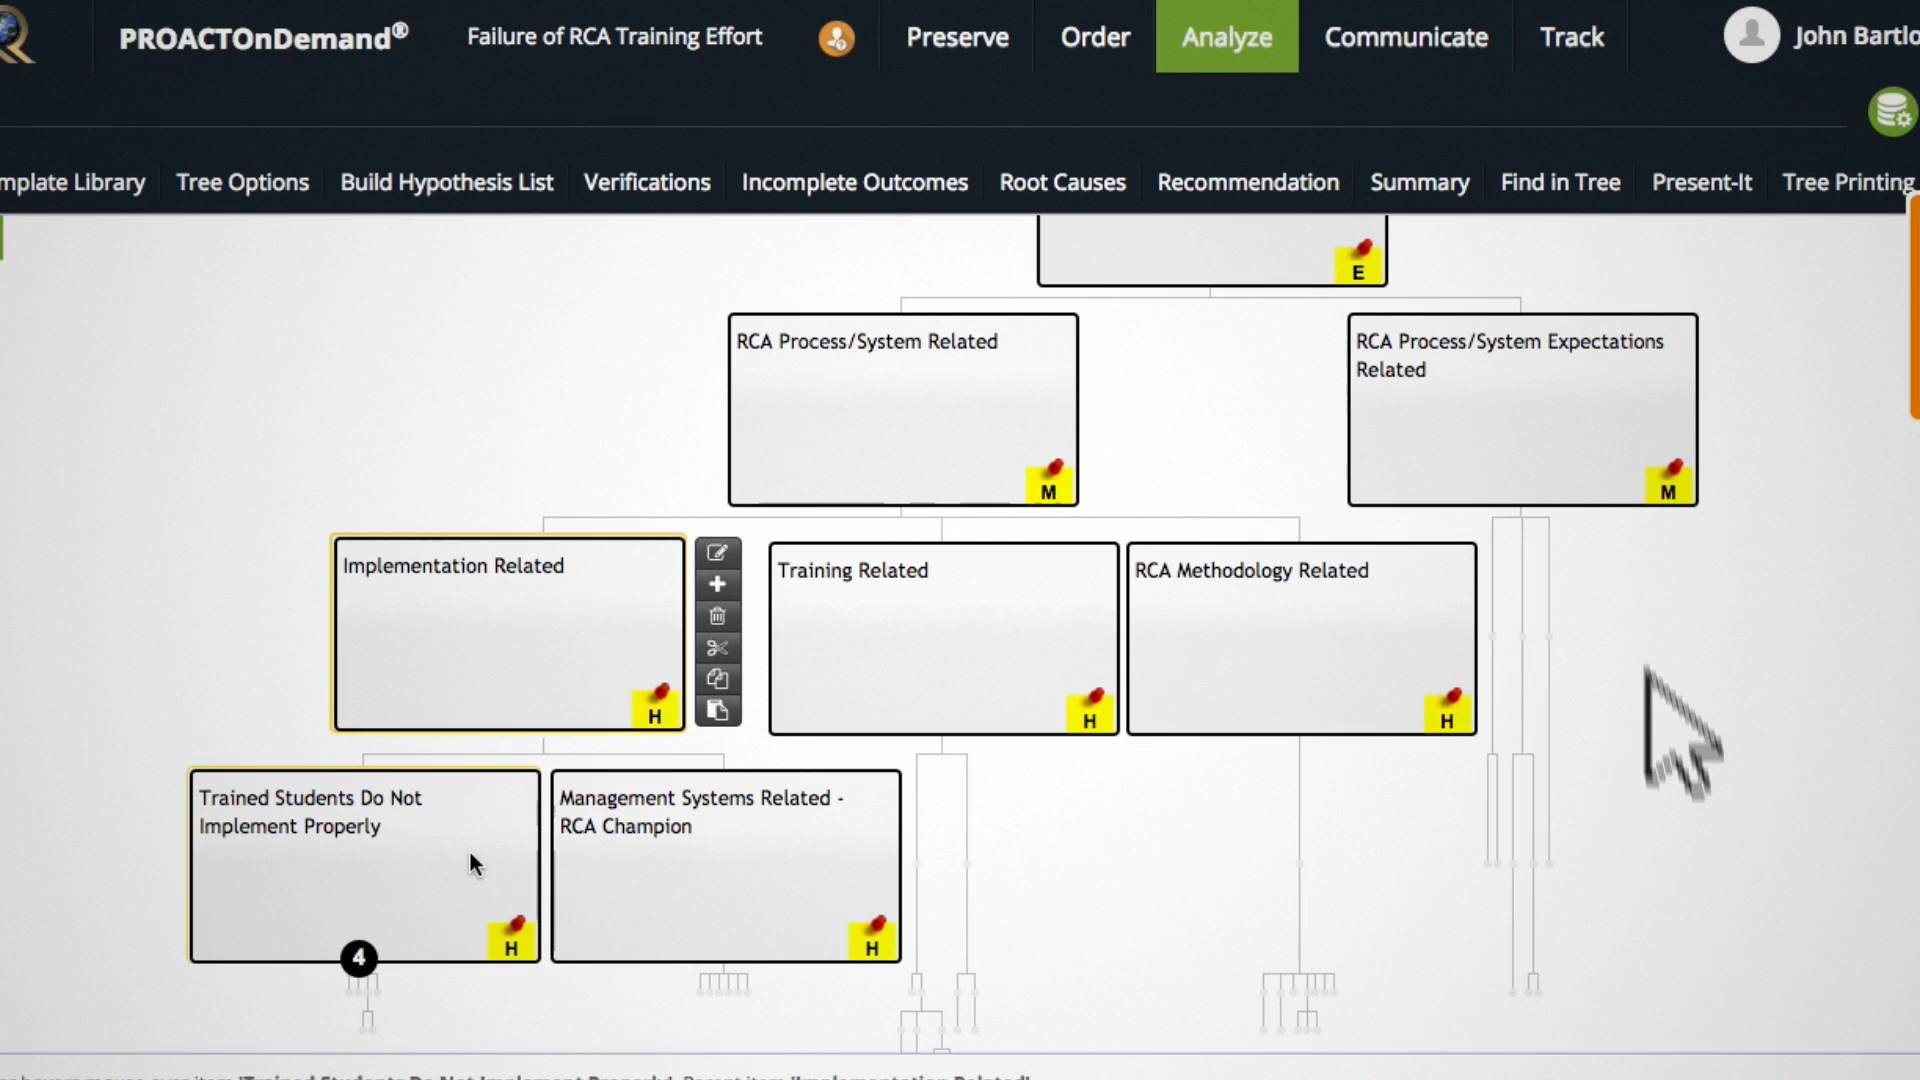 PROACTOnDemand®
Failure of RCA Training Effort
Preserve
Order
Analyze
Communicate
Track
John Bartlo
mplate Library
Tree Options
Build Hypothesis List
Verifications
Incomplete Outcomes
Root Causes
Recommendation
Summary
Find in Tree
Present-It
Tree Printing
E
RCA Process/System Related
M
RCA Process/System Expectations
Related
M
Implementation Related
H
Training Related
H
RCA Methodology Related
H
Trained Students Do Not
Implement Properly
H
4
Management Systems Related -
RCA Champion
H